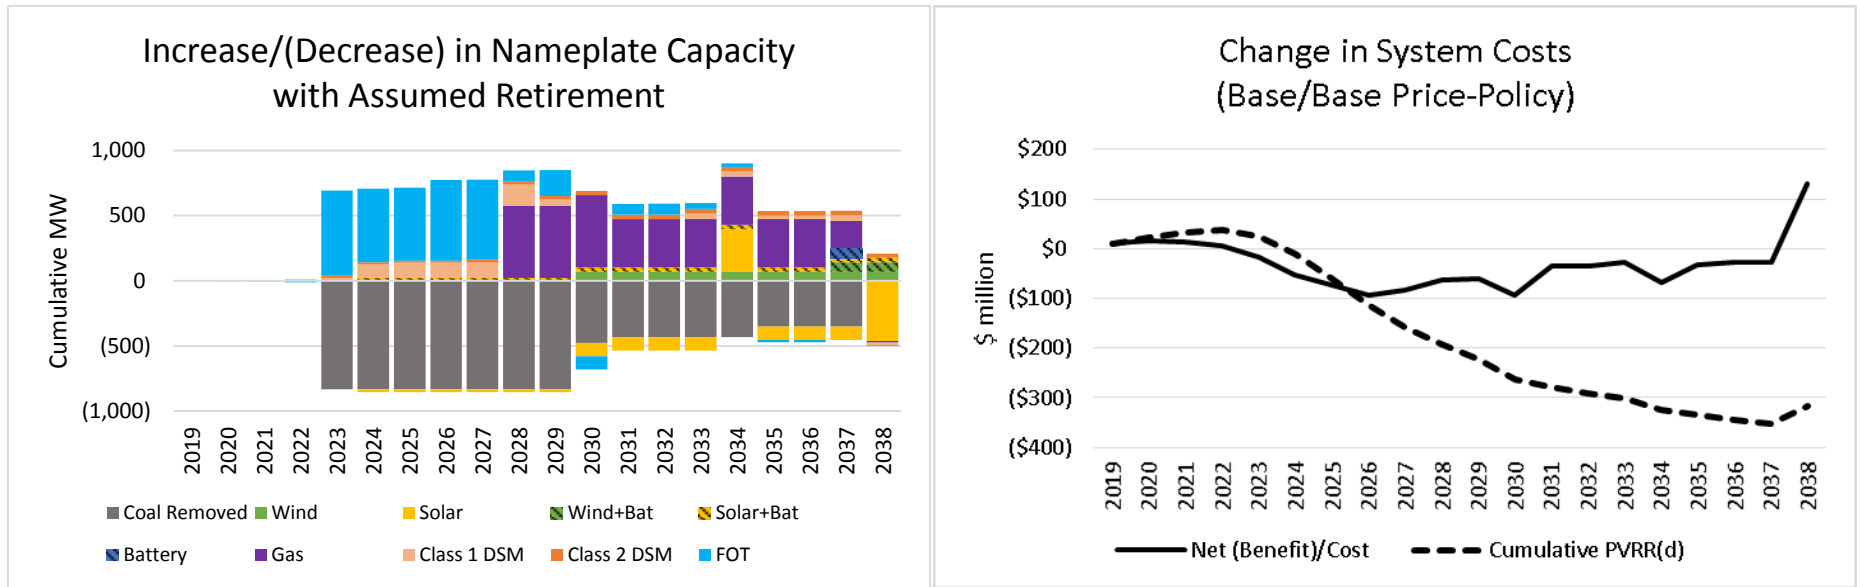 Increase/(Decrease) in Nameplate Capacity
with Assumed Retirement
Cumulative MW
1,000
500
0
(500)
(1,000)
2019 2020 2021 2022 2023 2024 2025 2026 2027 2028 2029 2030 2031 2032 2033 2034 2035 2036 2037 2038
Coal Removed Wind Solar Wind+Bat Solar+Bat
Battery Gas Class 1 DSM Class 2 DSM FOT
Change in System Costs
(Base/Base Price-Policy)
$ million
$200
$100
$0
($100)
($200)
($300)
($400)
2019 2020 2021 2022 2023 2024 2025 2026 2027 2028 2029 2030 2031 2032 2033 2034 2035 2036 2037 2038
Net (Benefit)/Cost Cumulative PVRR(d)